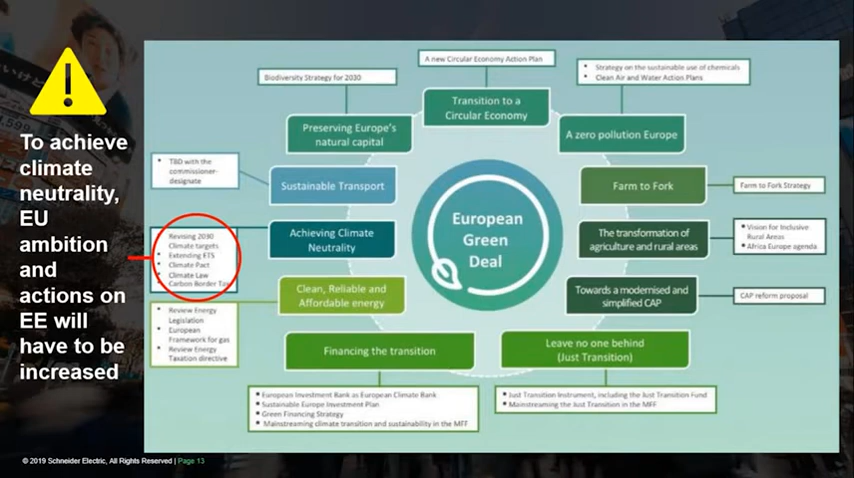 To achieve
climate
neutrality,
EU
ambition
and
actions on
EE will
have to be
increased
A new Circular Economy Action Plan
Biodiversity Strategy for 2030
Strategy on the sustainable use of chemicals
Clean Air and Water Action Plans
Transition to a
Circular Economy
Preserving Europe's
natural capital
A zero pollution Europe
TBD with the
commissioner-
designate
Sustainable Transport
Farm to Fork
Farm to Fork Strategy
European
Green
Deal
Revising 2030
Climate targets
Extending ETS
Climate Pact
Climate Law
Carbon Border Tax
Achieving Climate
Neutrality
The transformation of
agriculture and rural areas
Vision for Inclusive
Rural Areas
Africa Europe agenda
Clean, Reliable and
Affordable energy
Towards a modernised and
simplified CAP
CAP reform proposal
Review Energy
Legislation
European
Framework for gas
Review Energy
Taxation directive
Financing the transition
Leave no one behind
(Just Transition)
European Investment Bank as European Climate Bank
Sustainable Europe Investment Plan
Green Financing Strategy
Mainstreaming climate transition and sustainability in the MFF
Just Transition Instrument, including the Just Transition Fund
Mainstreaming the Just Transition in the MFF
© 2019 Schneider Electric, All Rights Reserved | Page 13